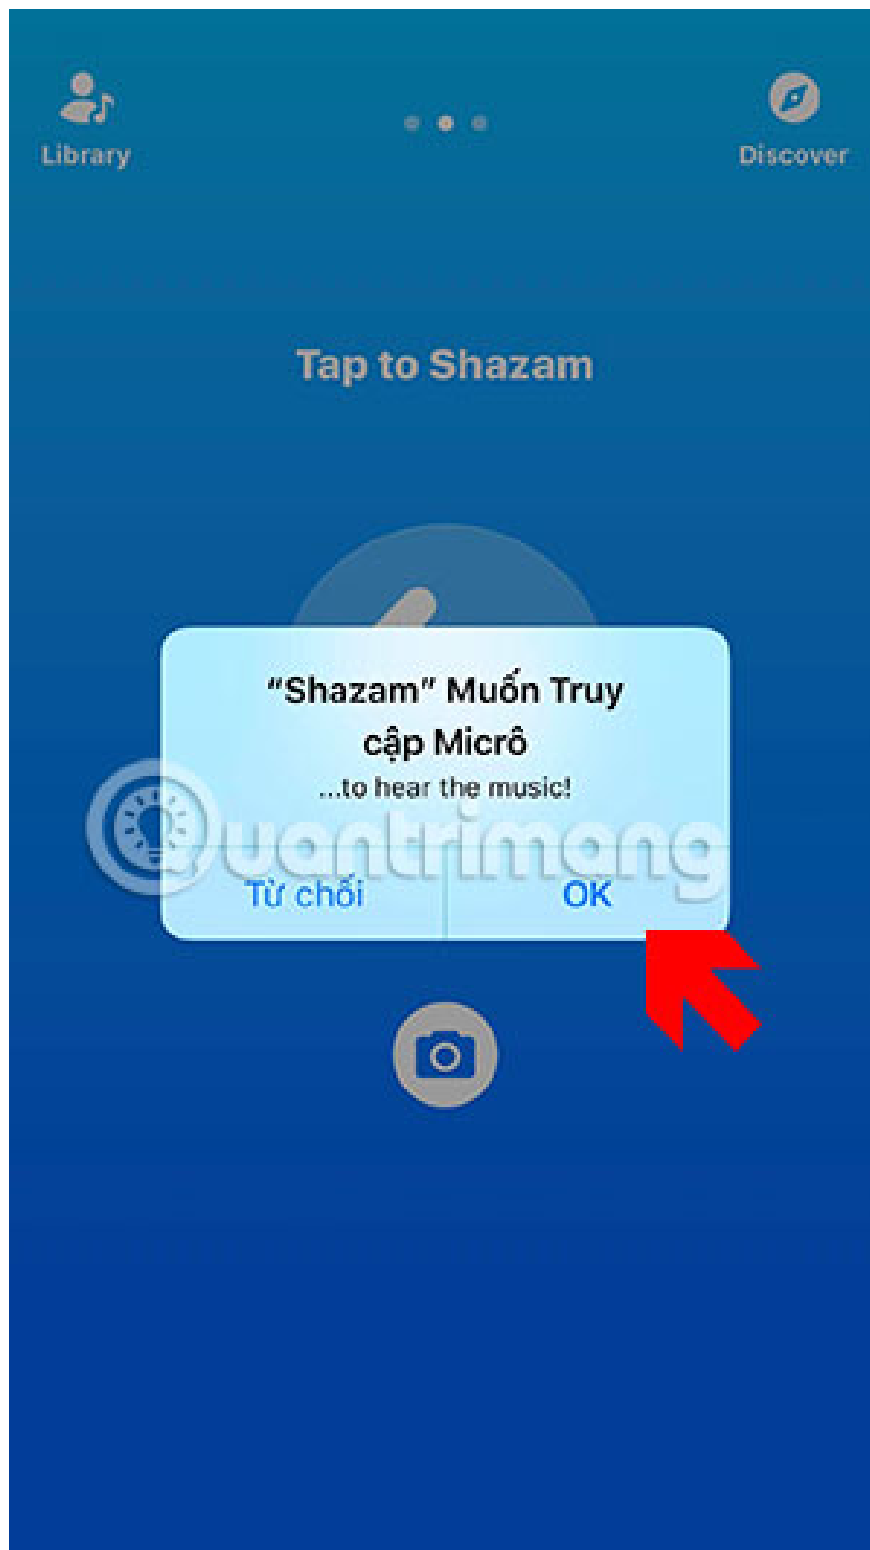 Library
Discover
Tap to Shazam
“Shazam” Muốn Truy
cập Micrô
...to hear the music!
Quantrimang
Từ chối
OK